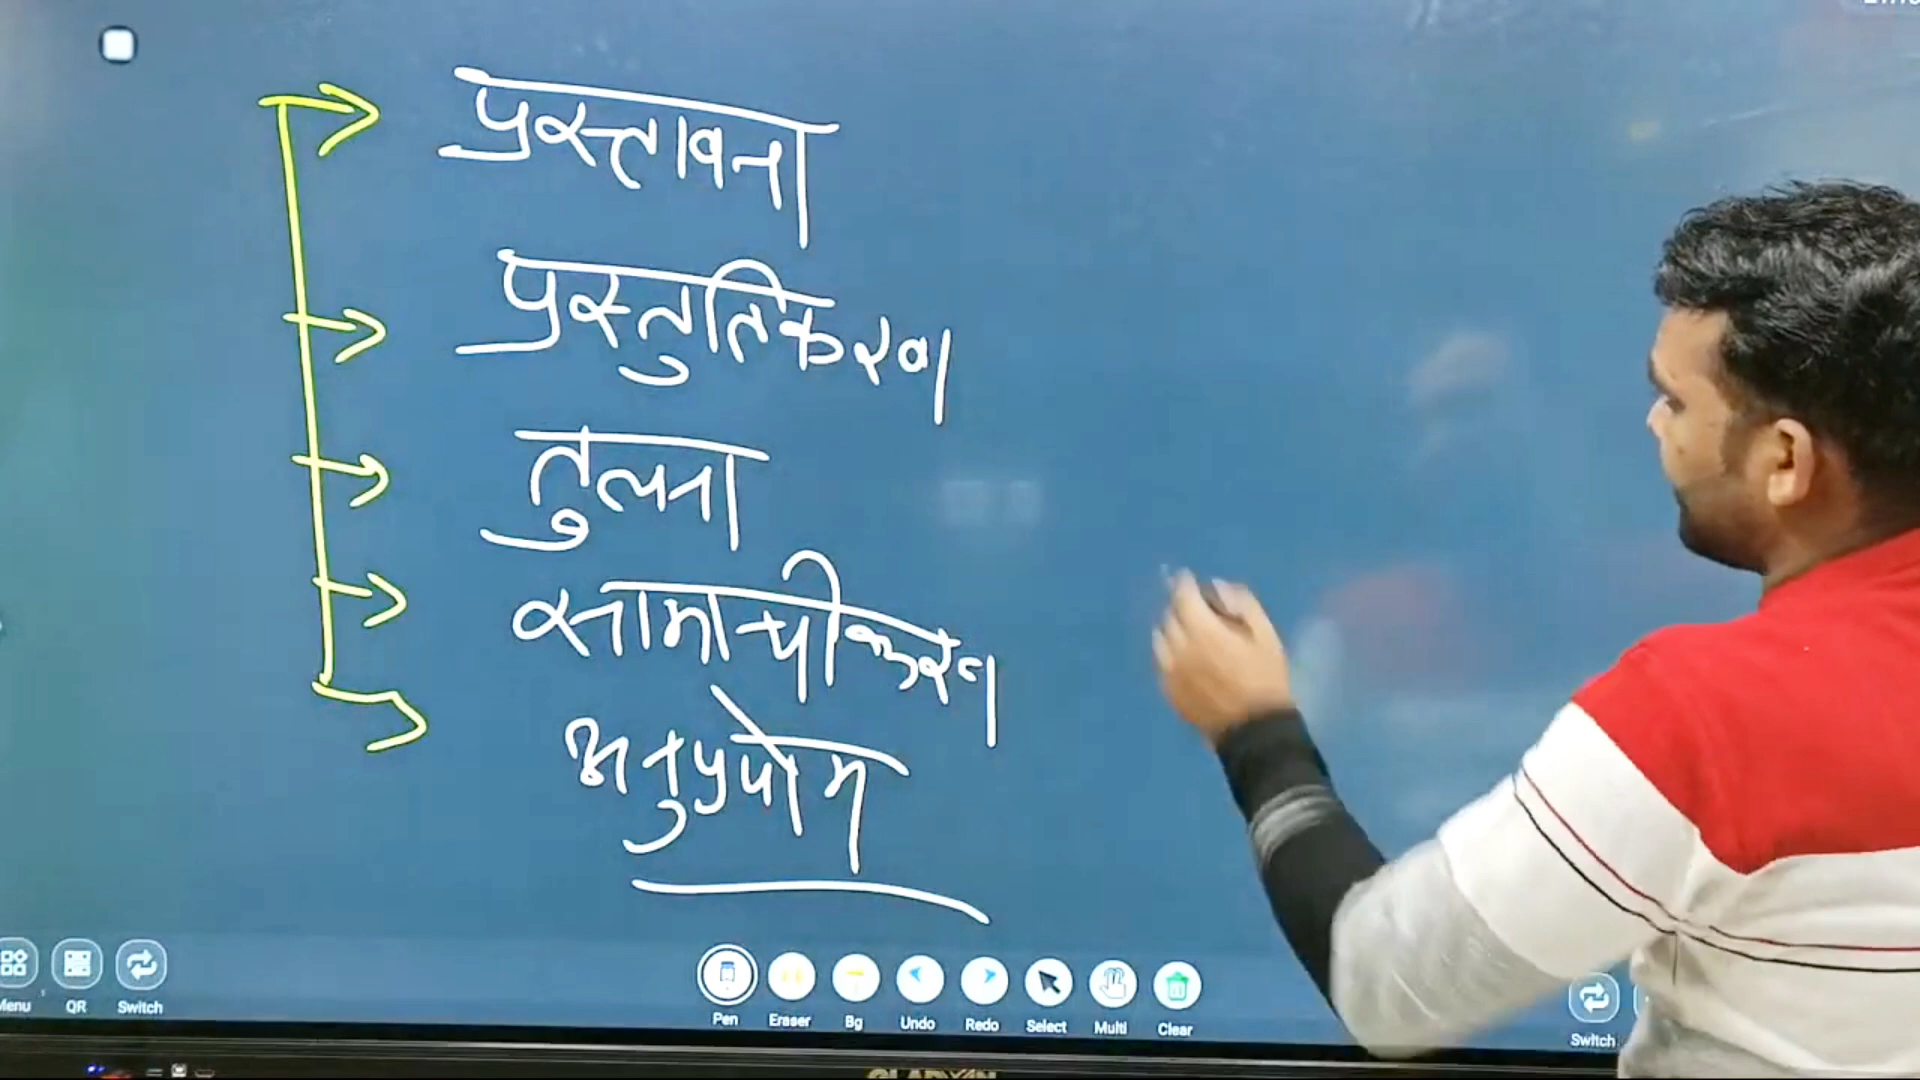 प्रस्तावना
प्रस्तुतिकरण
तुलना
सामान्यीकरण
अनुप्रयोग
Menu QR Switch
Pen Eraser Bg Undo Redo Select Multi Clear
Switch